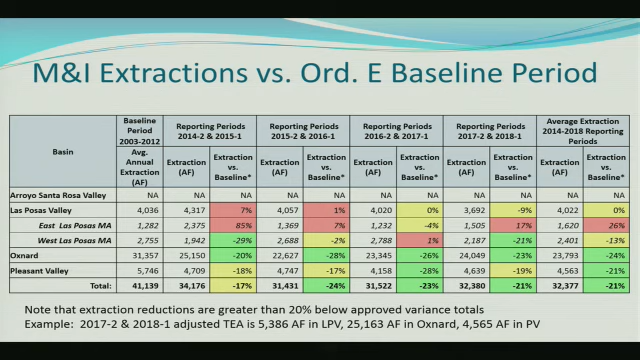 M&I Extractions vs. Ord. E Baseline Period
Basin | Baseline Period 2003-2012 | Reporting Periods 2014-2 & 2015-1 | Reporting Periods 2015-2 & 2016-1 | Reporting Periods 2016-2 & 2017-1 | Reporting Periods 2017-2 & 2018-1 | Average Extraction 2014-2018 Reporting Periods
Avg. Annual Extraction (AF) | Extraction (AF) | Extraction vs. Baseline* | Extraction (AF) | Extraction vs. Baseline* | Extraction (AF) | Extraction vs. Baseline* | Extraction (AF) | Extraction vs. Baseline* | Extraction (AF) | Extraction vs. Baseline*
Arroyo Santa Rosa Valley | NA | NA | NA | NA | NA | NA | NA | NA | NA | NA | NA
Las Posas Valley | 4,036 | 4,317 | 7% | 4,057 | 1% | 4,020 | 0% | 3,692 | -9% | 4,022 | 0%
East Las Posas MA | 1,282 | 2,375 | 85% | 1,369 | 7% | 1,232 | -4% | 1,505 | 17% | 1,620 | 26%
West Las Posas MA | 2,755 | 1,942 | -29% | 2,688 | -2% | 2,788 | 1% | 2,187 | -21% | 2,401 | -13%
Oxnard | 31,357 | 25,150 | -20% | 22,627 | -28% | 23,345 | -26% | 24,049 | -23% | 23,793 | -24%
Pleasant Valley | 5,746 | 4,709 | -18% | 4,747 | -17% | 4,158 | -28% | 4,639 | -19% | 4,563 | -21%
Total: | 41,139 | 34,176 | -17% | 31,431 | -24% | 31,522 | -23% | 32,380 | -21% | 32,377 | -21%
Note that extraction reductions are greater than 20% below approved variance totals
Example: 2017-2 & 2018-1 adjusted TEA is 5,386 AF in LPV, 25,163 AF in Oxnard, 4,565 AF in PV